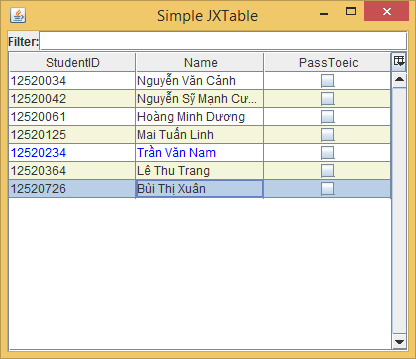 Simple JXTable
Filter:
StudentID Name PassToeic
12520034 Nguyễn Văn Cảnh
12520042 Nguyễn Sỹ Mạnh Cư...
12520061 Hoàng Minh Dương
12520125 Mai Tuấn Linh
12520234 Trần Văn Nam
12520364 Lê Thu Trang
12520726 Bùi Thị Xuân